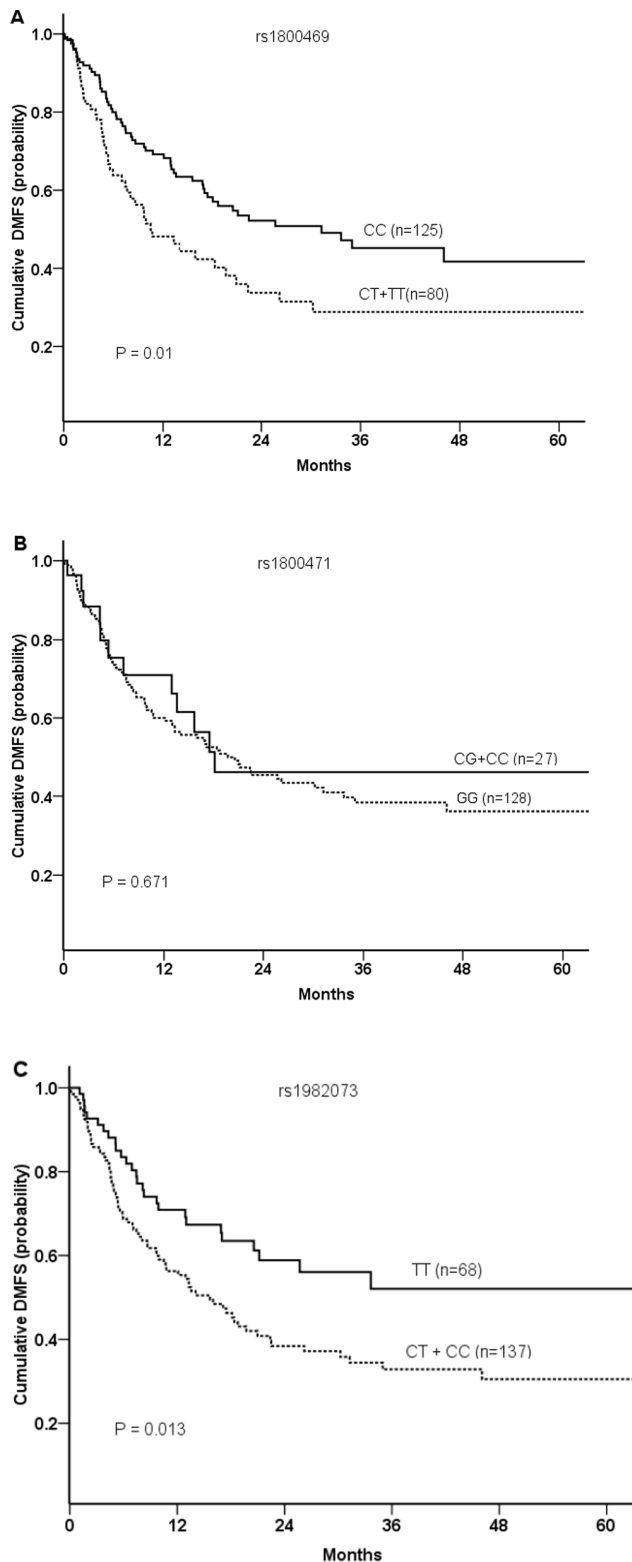 A
rs1800469
Cumulative DMFS (probability)
1.0
0.8
0.6
0.4
0.2
CC (n=125)
CT+TT(n=80)
P = 0.01
0 12 24 36 48 60
Months
B
rs1800471
Cumulative DMFS (probability)
1.0
0.8
0.6
0.4
0.2
CG+CC (n=27)
GG (n=128)
P = 0.671
0 12 24 36 48 60
Months
C
rs1982073
Cumulative DMFS (probability)
1.0
0.8
0.6
0.4
0.2
TT (n=68)
CT + CC (n=137)
P = 0.013
0 12 24 36 48 60
Months